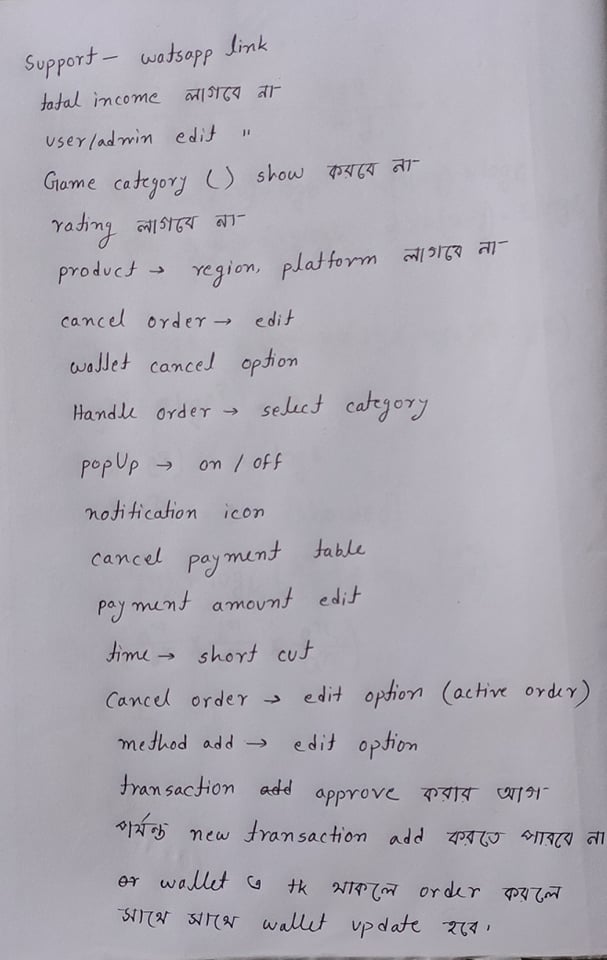 Support – watsapp link
total income লাগবে না
user/admin edit "
Game category () show করবে না
rating লাগবে না
product → region, platform লাগবে না
cancel order → edit
wallet cancel option
Handle order → select category
popUp → on / off
notification icon
cancel payment table
payment amount edit
time → short cut
Cancel order → edit option (active order)
method add → edit option
transaction add approve করার আগ
পর্যন্ত new transaction add করতে পারবে না
or wallet এ tk থাকলে order করলে
সাথে সাথে wallet update হবে।